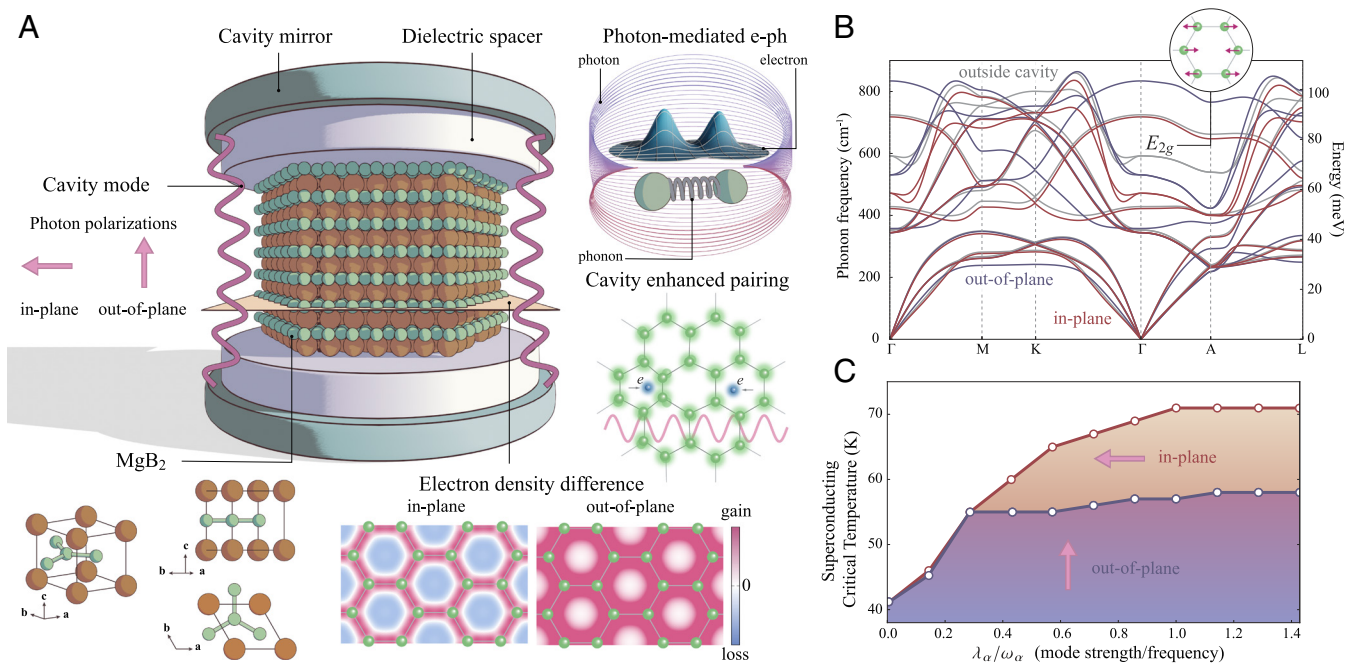 A
Cavity mirror
Dielectric spacer
Cavity mode
Photon polarizations
in-plane
out-of-plane
MgB₂
c
b
a
c
b
a
b
a
Photon-mediated e-ph
photon
electron
phonon
Cavity enhanced pairing
e
e
Electron density difference
in-plane
out-of-plane
gain
0
loss
B
Phonon frequency (cm⁻¹)
800
600
400
200
0
outside cavity
E₂g
out-of-plane
in-plane
Γ
M
K
Γ
A
L
100
80
60
40
20
0
Energy (meV)
C
Superconducting
Critical Temperature (K)
70
60
50
40
in-plane
out-of-plane
0.0
0.2
0.4
0.6
0.8
1.0
1.2
1.4
λα/ωα (mode strength/frequency)